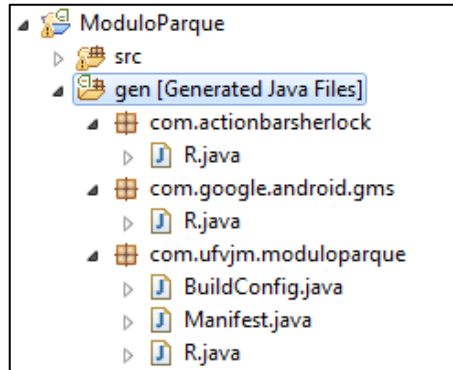 ModuloParque
src
gen [Generated Java Files]
com.actionbarsherlock
R.java
com.google.android.gms
R.java
com.ufvjm.moduloparque
BuildConfig.java
Manifest.java
R.java